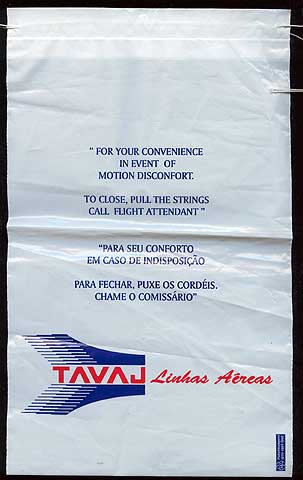 " FOR YOUR CONVENIENCE
IN EVENT OF
MOTION DISCONFORT.
TO CLOSE, PULL THE STRINGS
CALL FLIGHT ATTENDANT "
"PARA SEU CONFORTO
EM CASO DE INDISPOSIÇÃO
PARA FECHAR, PUXE OS CORDÉIS.
CHAME O COMISSÁRIO"
TAVAJ Linhas Aéreas